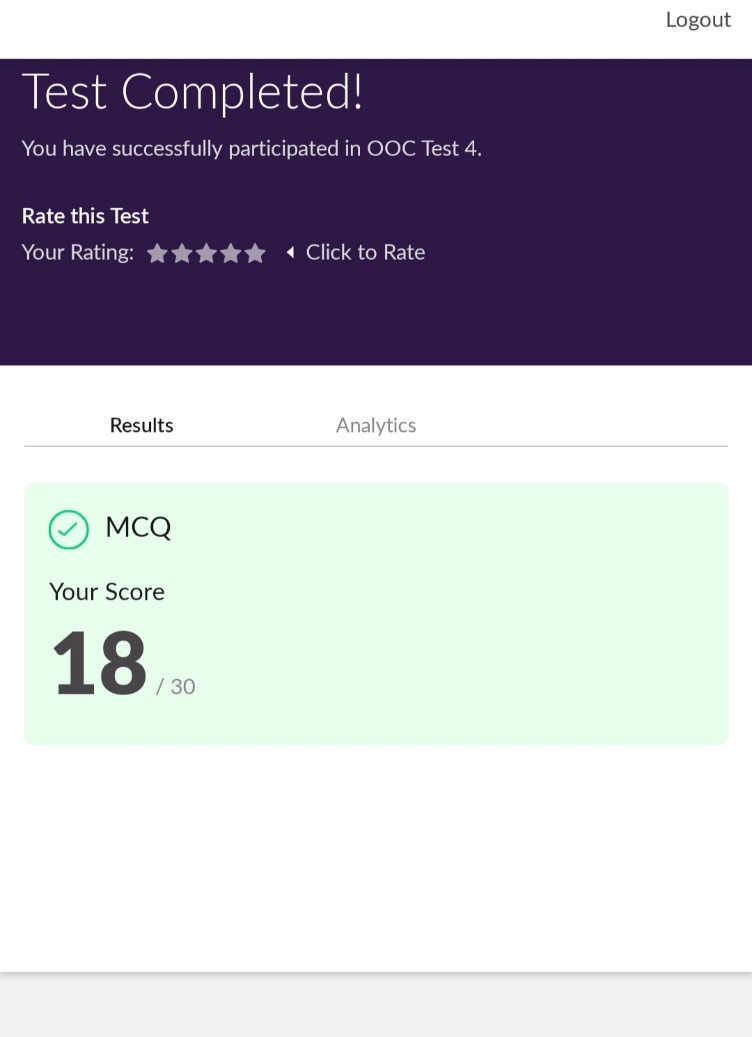 Logout
Test Completed!
You have successfully participated in OOC Test 4.
Rate this Test
Your Rating: Click to Rate
Results Analytics
MCQ
Your Score
18 / 30